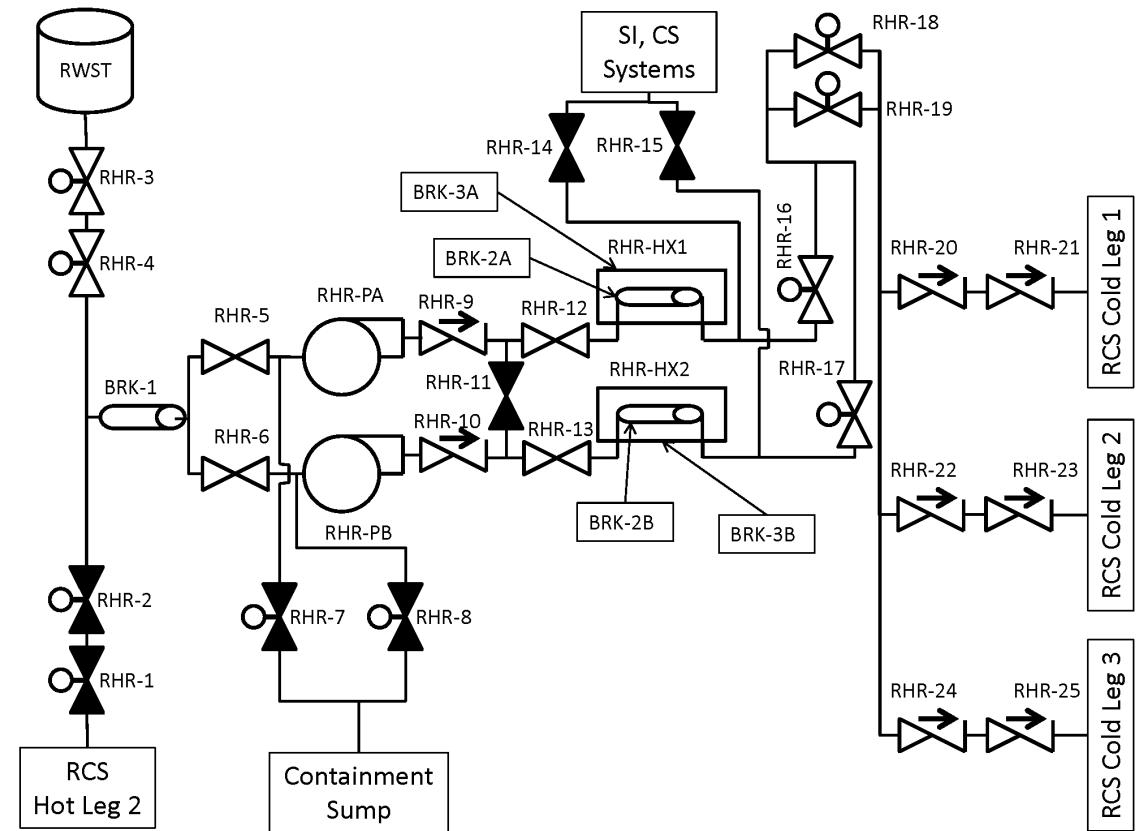 RHR-18
SI, CS
Systems
RWST
RHR-19
RHR-14
RHR-15
RHR-3
BRK-3A
RHR-16
RHR-HX1
RHR-20
RHR-21
RCS Cold Leg 1
RHR-4
BRK-2A
RHR-PA
RHR-9
RHR-12
RHR-5
RHR-HX2
RHR-17
RHR-11
BRK-1
RHR-10
RHR-6
RHR-13
RHR-22
RHR-23
RCS Cold Leg 2
BRK-2B
BRK-3B
RHR-PB
RHR-2
RHR-7
RHR-8
RHR-1
RHR-24
RHR-25
RCS Cold Leg 3
RCS
Hot Leg 2
Containment
Sump